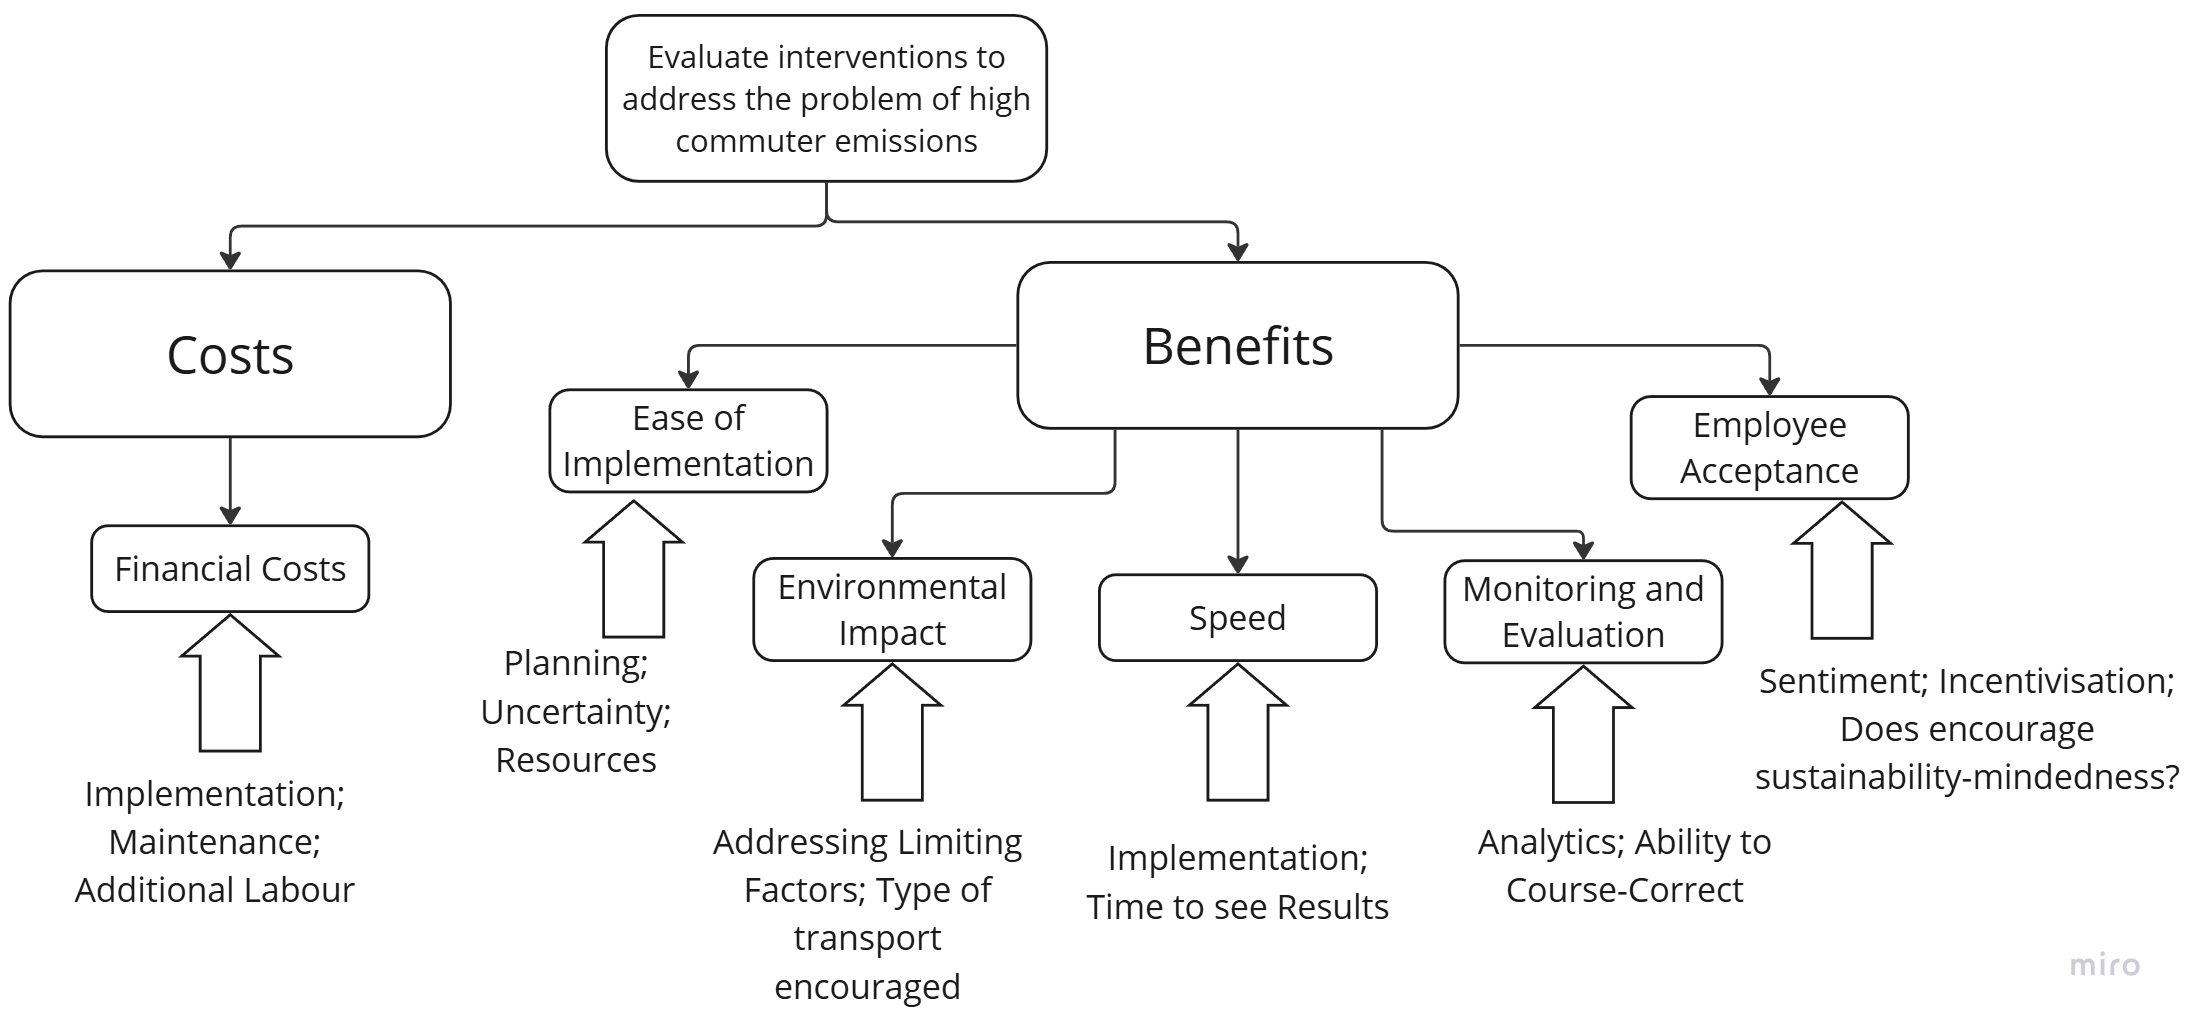 Evaluate interventions to
address the problem of high
commuter emissions
Costs
Benefits
Financial Costs
Ease of
Implementation
Environmental
Impact
Speed
Monitoring and
Evaluation
Employee
Acceptance
Implementation;
Maintenance;
Additional Labour
Planning;
Uncertainty;
Resources
Addressing Limiting
Factors; Type of
transport
encouraged
Implementation;
Time to see Results
Analytics; Ability to
Course-Correct
Sentiment; Incentivisation;
Does encourage
sustainability-mindedness?
miro